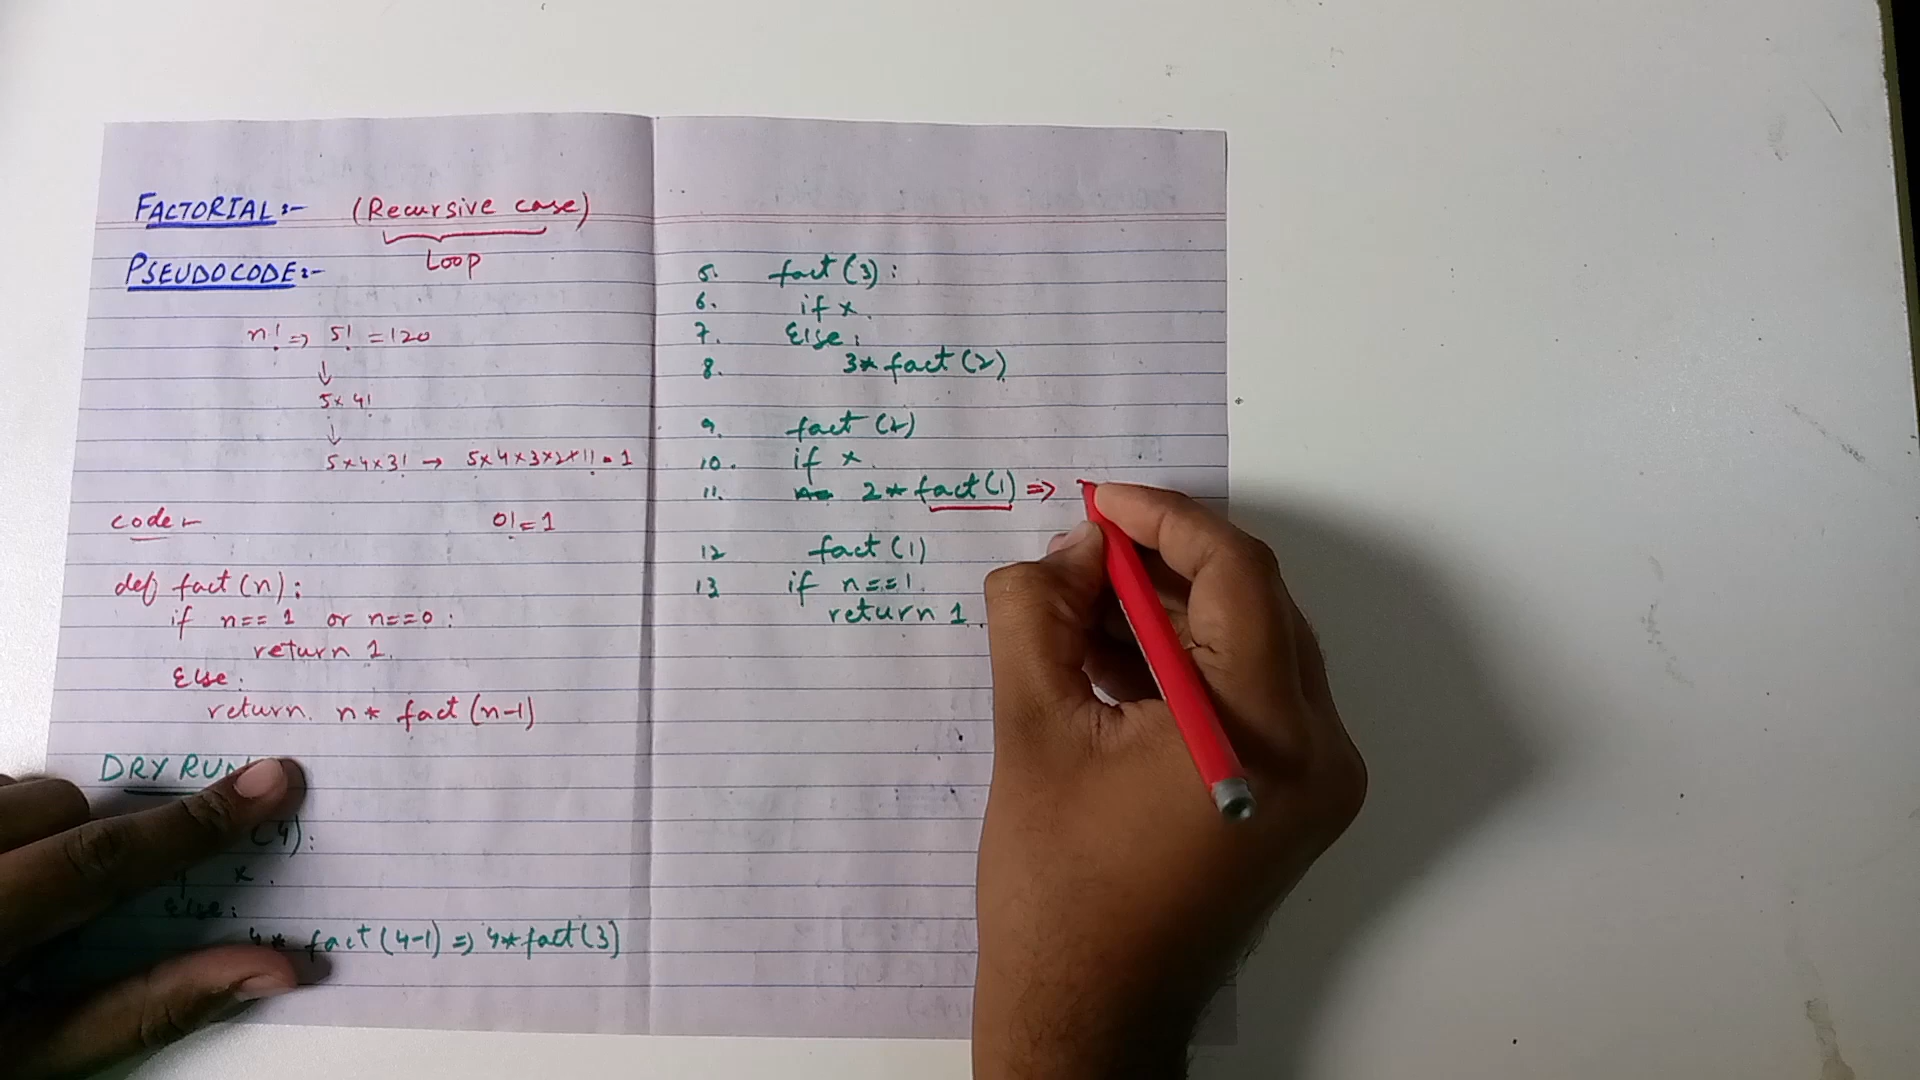 FACTORIAL:- (Recursive case)
Loop
PSEUDOCODE:-
n! => 5! = 120
↓
5x4!
↓
5x4x3! → 5x4x3x2x1! = 1
code:- 0! = 1
def fact(n):
if n == 1 or n==0:
return 1.
Else:
return. n* fact(n-1)
DRY RUN
(4):
x.
Else:
4* fact(4-1) => 4*fact(3)
5. fact(3):
6. if x.
7. Else:
8. 3* fact(2)
9. fact(2)
10. if x.
11. 2* fact(1) =>
12 fact(1)
13 if n==1.
return 1.